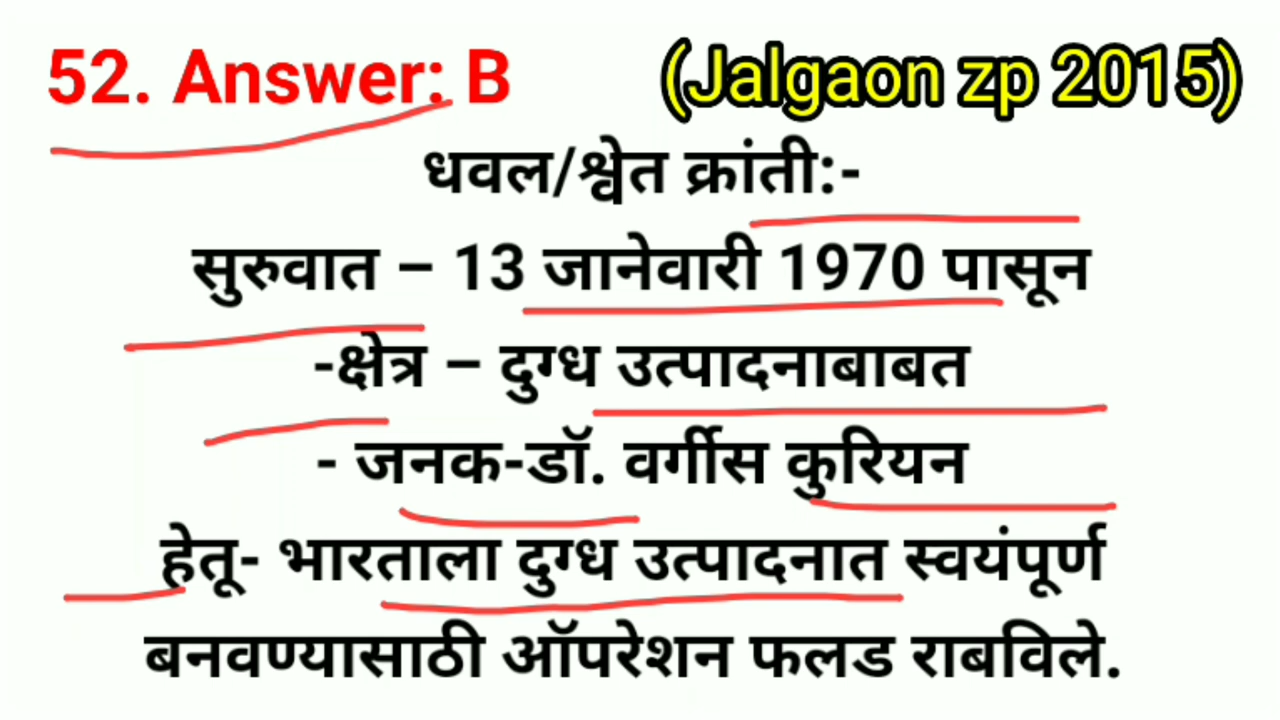 52. Answer: B (Jalgaon zp 2015)
धवल/श्वेत क्रांती:-
सुरुवात – 13 जानेवारी 1970 पासून
-क्षेत्र – दुग्ध उत्पादनाबाबत
- जनक-डॉ. वर्गीस कुरियन
हेतू- भारताला दुग्ध उत्पादनात स्वयंपूर्ण
बनवण्यासाठी ऑपरेशन फलड राबविले.